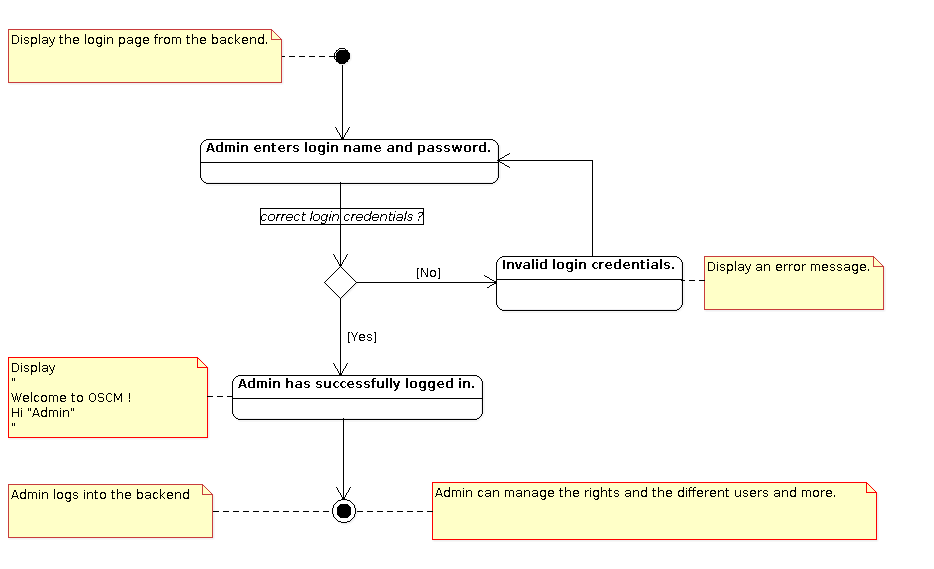 Display the login page from the backend.
Admin enters login name and password.
correct login credentials ?
[No]
Invalid login credentials.
Display an error message.
[Yes]
Display
"
Welcome to OSCM !
Hi "Admin"
"
Admin has successfully logged in.
Admin logs into the backend
Admin can manage the rights and the different users and more.